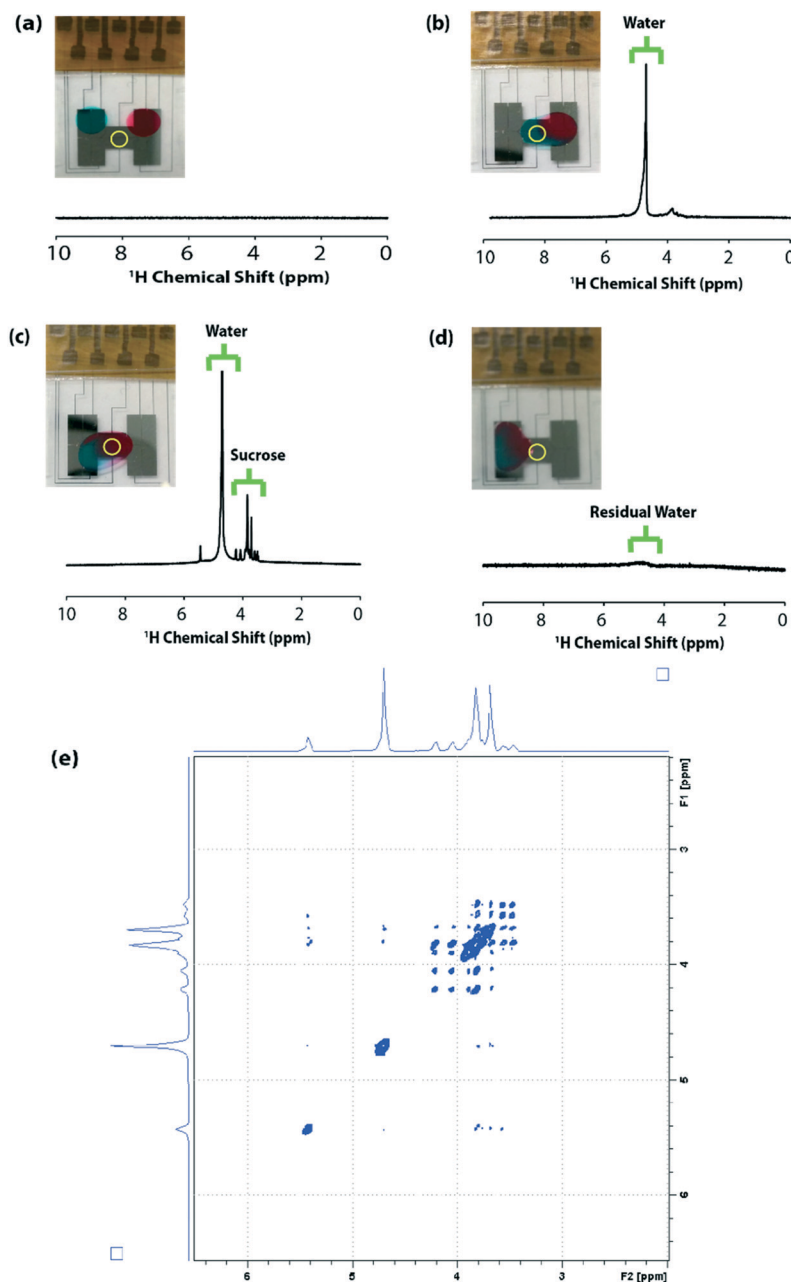 (a)
10 8 6 4 2 0
¹H Chemical Shift (ppm)
(b)
Water
10 8 6 4 2 0
¹H Chemical Shift (ppm)
(c)
Water
Sucrose
10 8 6 4 2 0
¹H Chemical Shift (ppm)
(d)
Residual Water
10 8 6 4 2 0
¹H Chemical Shift (ppm)
(e)
F1 [ppm]
3
4
5
6
6 5 4 3 F2 [ppm]